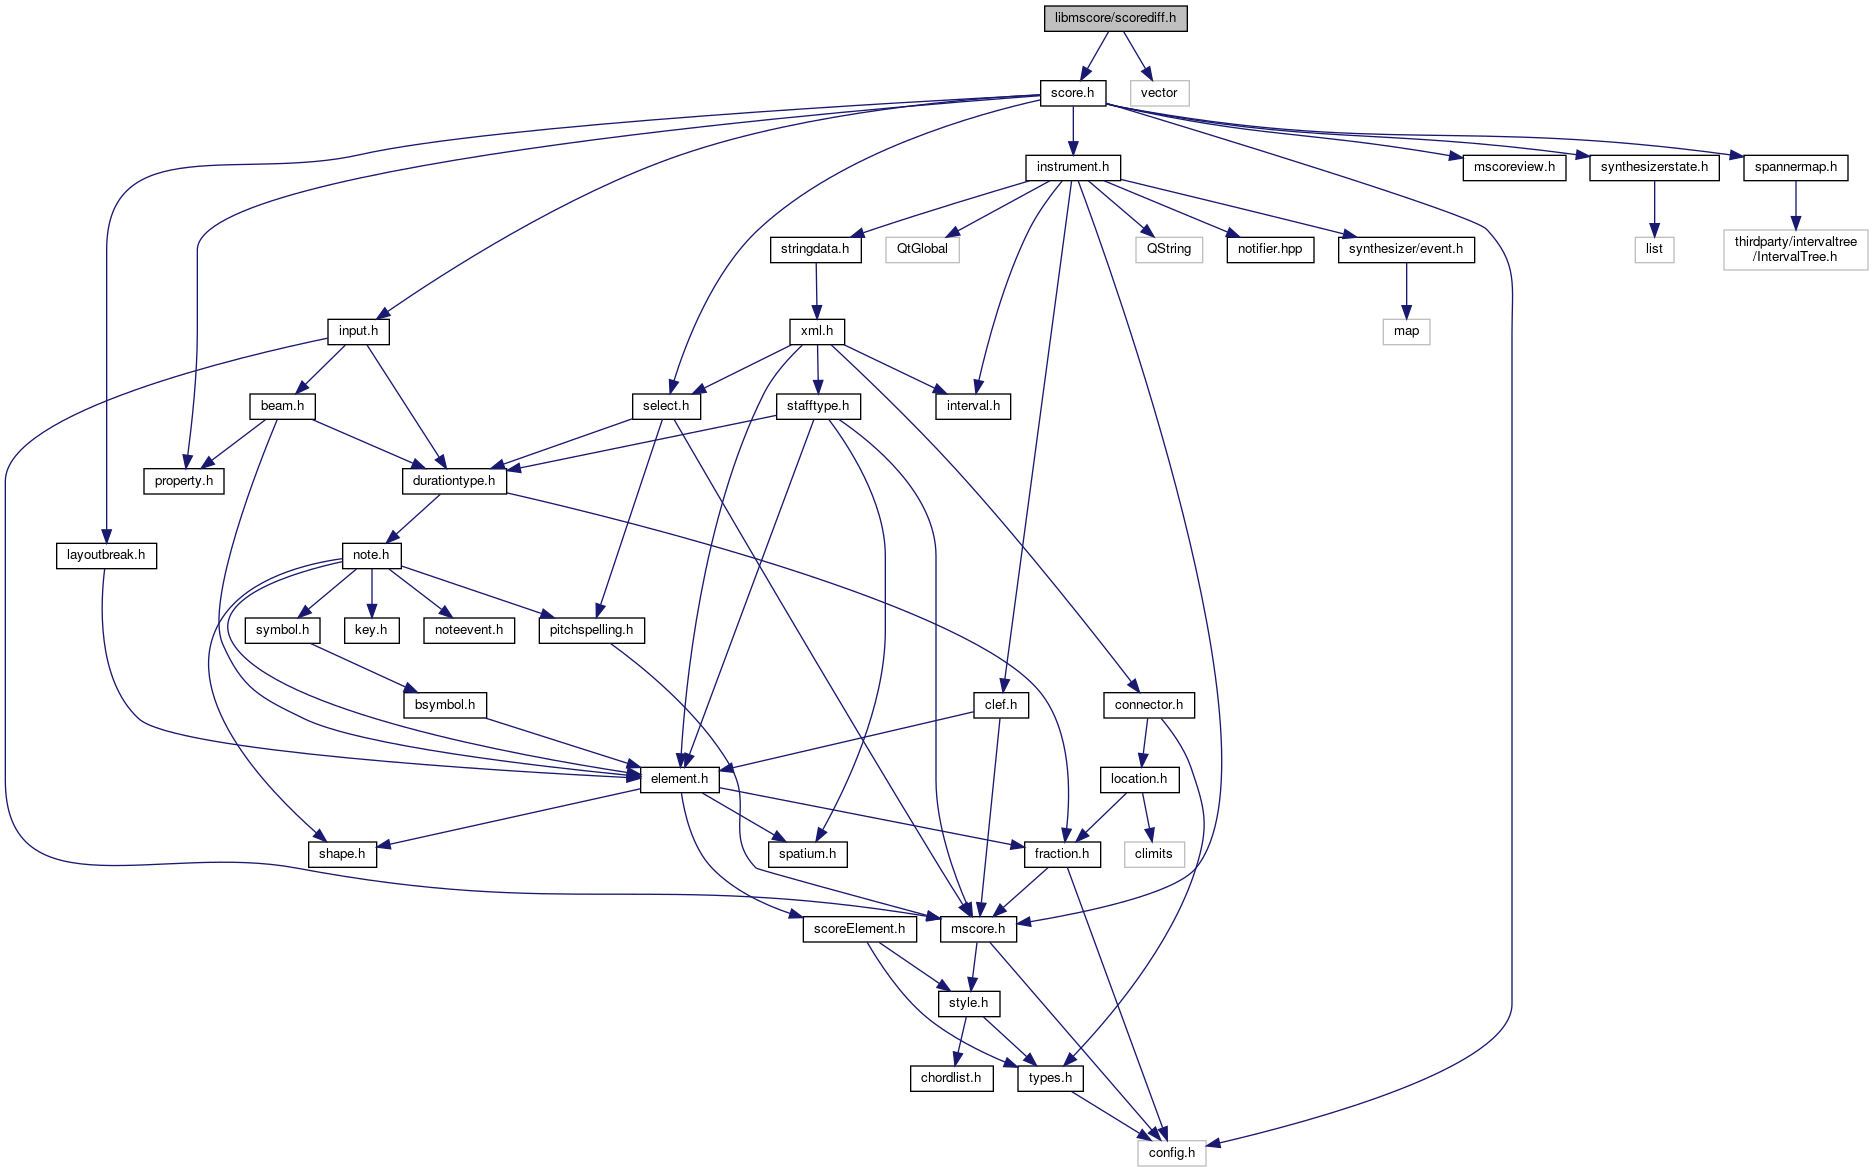 libmscore/scorediff.h
score.h
vector
instrument.h
mscoreview.h
synthesizerstate.h
spannermap.h
stringdata.h
QtGlobal
QString
notifier.hpp
synthesizer/event.h
list
thirdparty/intervaltree
/IntervalTree.h
input.h
xml.h
map
beam.h
select.h
stafftype.h
interval.h
property.h
durationtype.h
layoutbreak.h
note.h
symbol.h
key.h
noteevent.h
pitchspelling.h
bsymbol.h
clef.h
connector.h
element.h
location.h
shape.h
spatium.h
fraction.h
climits
scoreElement.h
mscore.h
style.h
chordlist.h
types.h
config.h